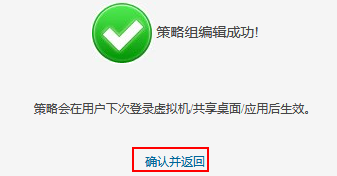 策略组编辑成功!
策略会在用户下次登录虚拟机/共享桌面/应用后生效。
确认并返回